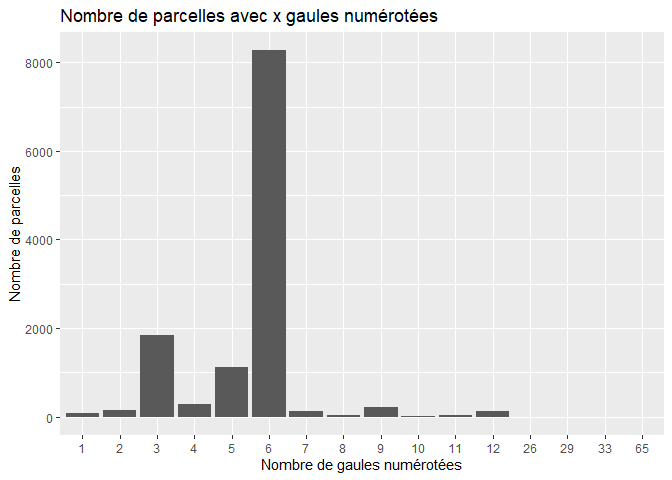 Nombre de parcelles avec x gaules numérotées
Nombre de parcelles
8000
6000
4000
2000
0
1 2 3 4 5 6 7 8 9 10 11 12 26 29 33 65
Nombre de gaules numérotées